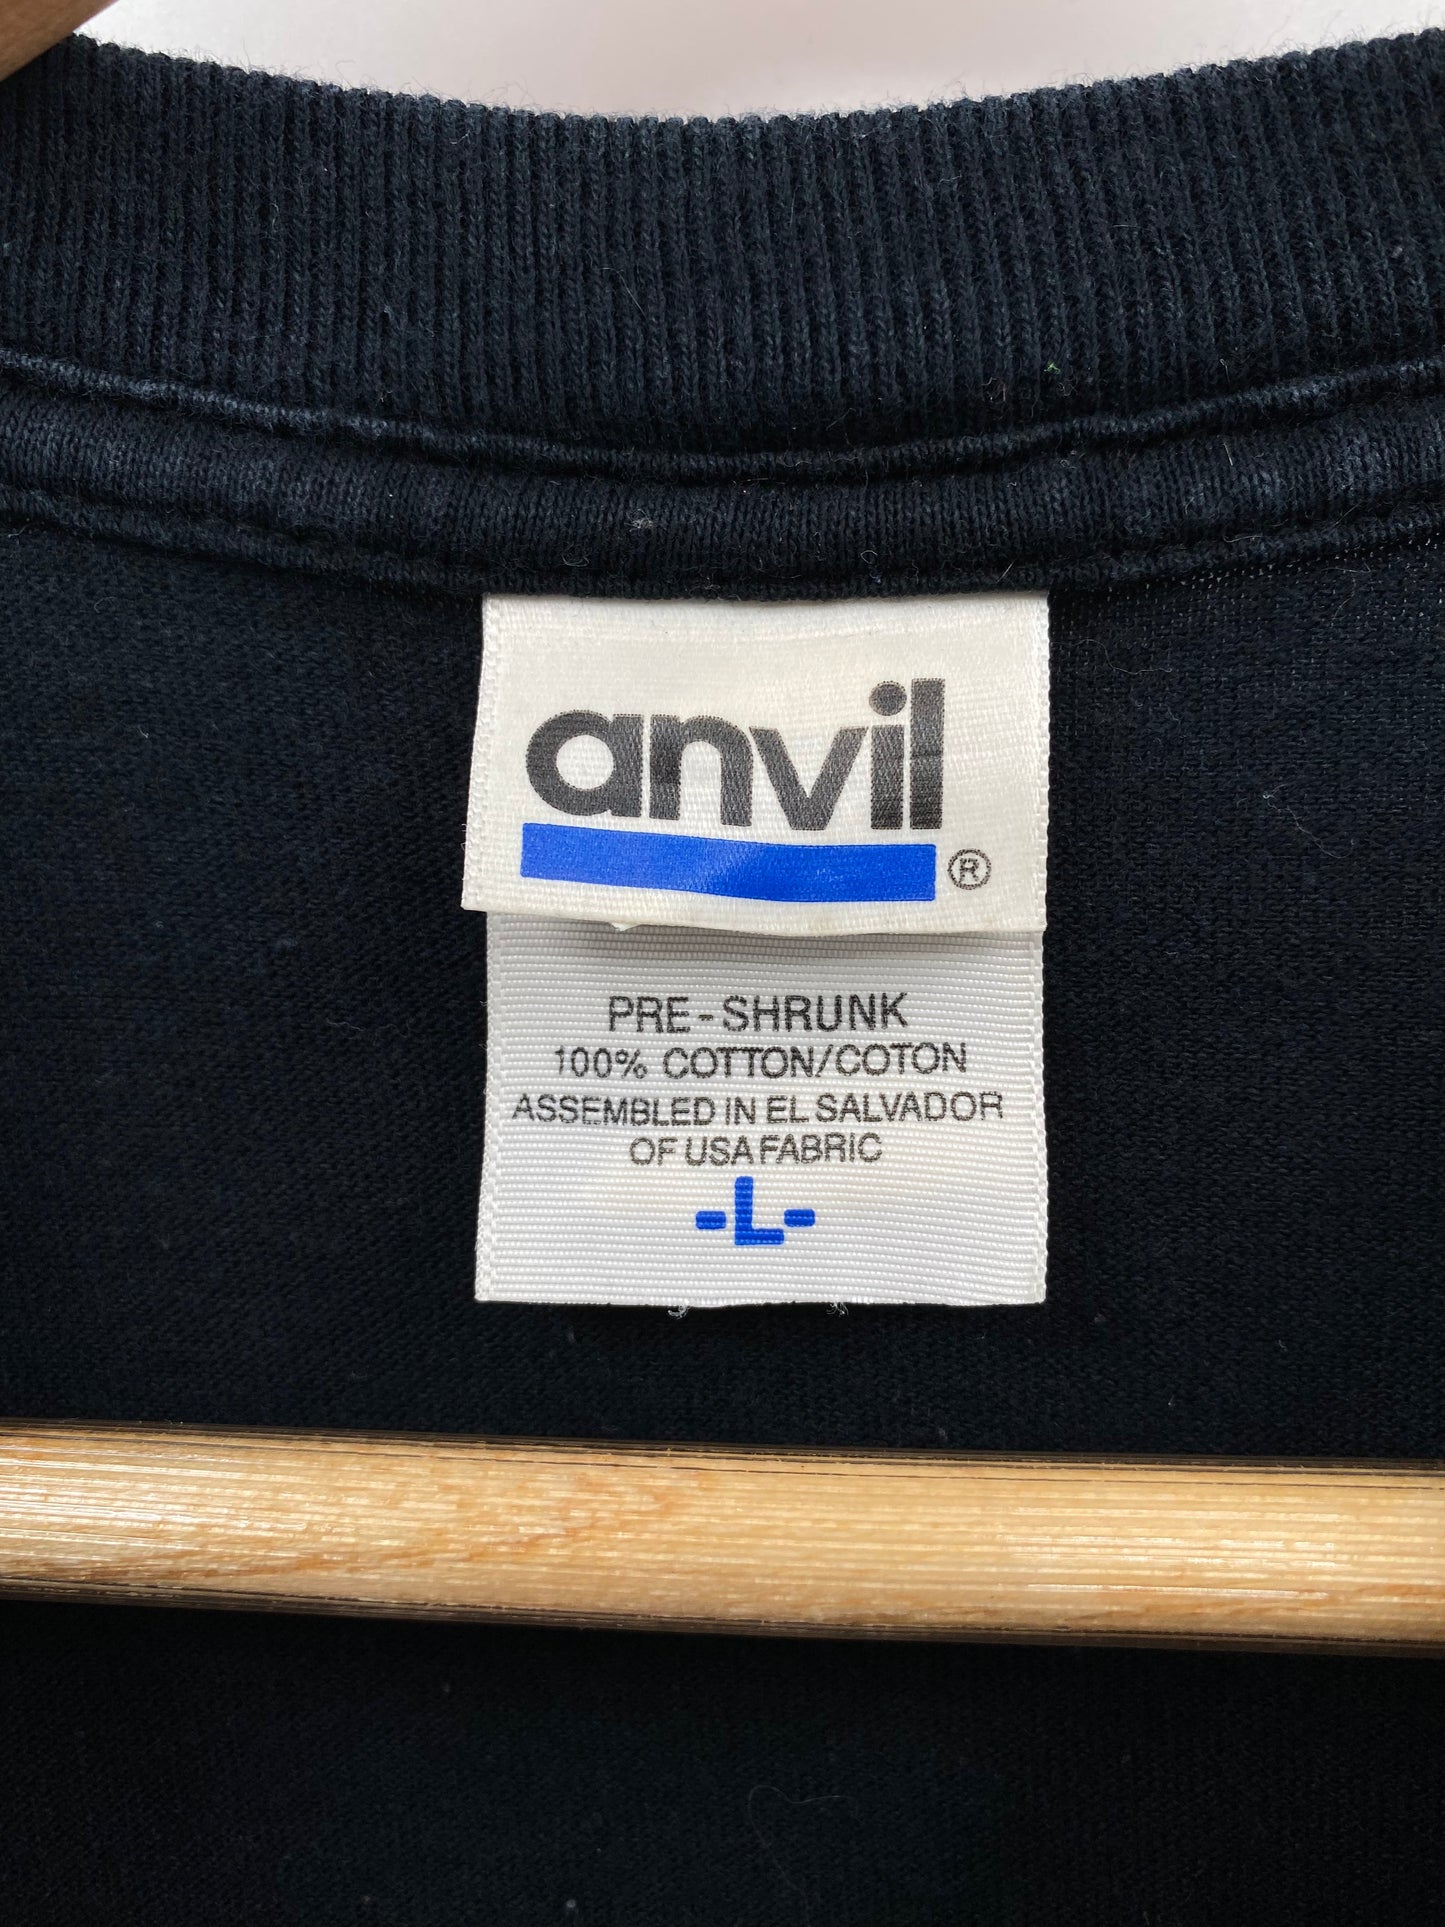 anvil
®
PRE-SHRUNK
100% COTTON/COTON
ASSEMBLED IN EL SALVADOR
OF USA FABRIC
-L-